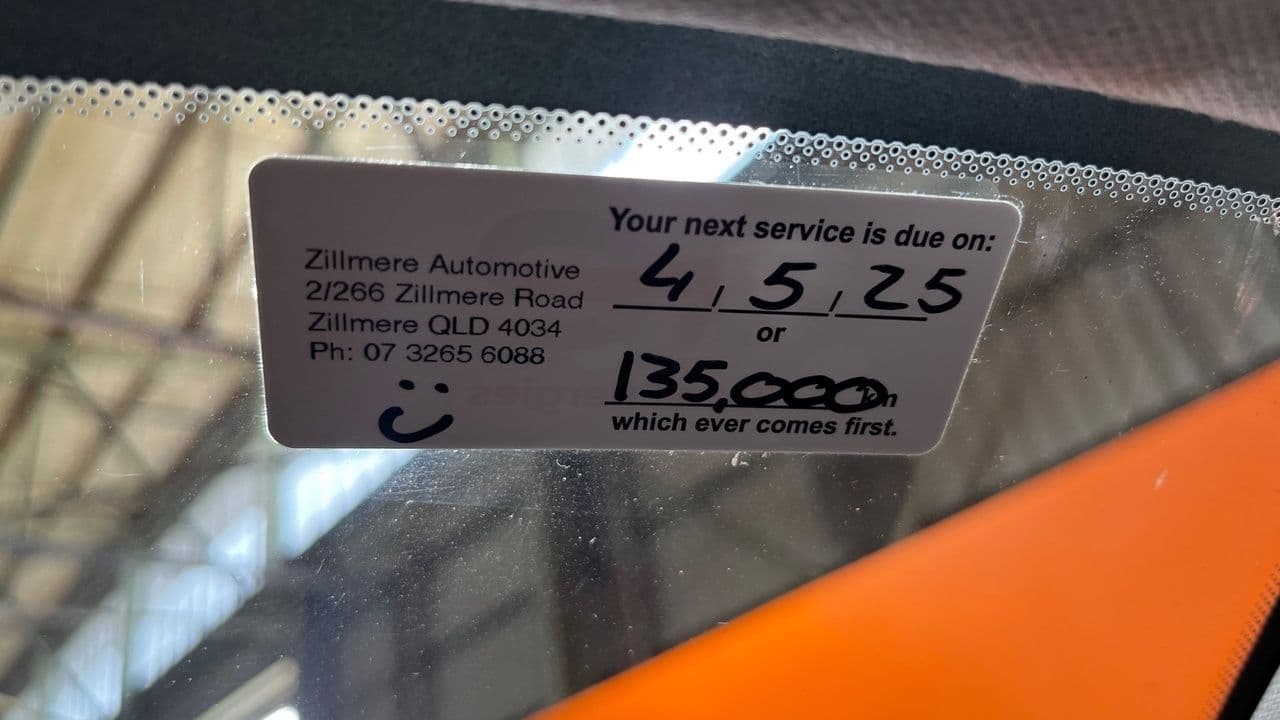 Zillmere Automotive
2/266 Zillmere Road
Zillmere QLD 4034
Ph: 07 3265 6088
Your next service is due on:
4 / 5 / 25
or
135,000 km
which ever comes first.